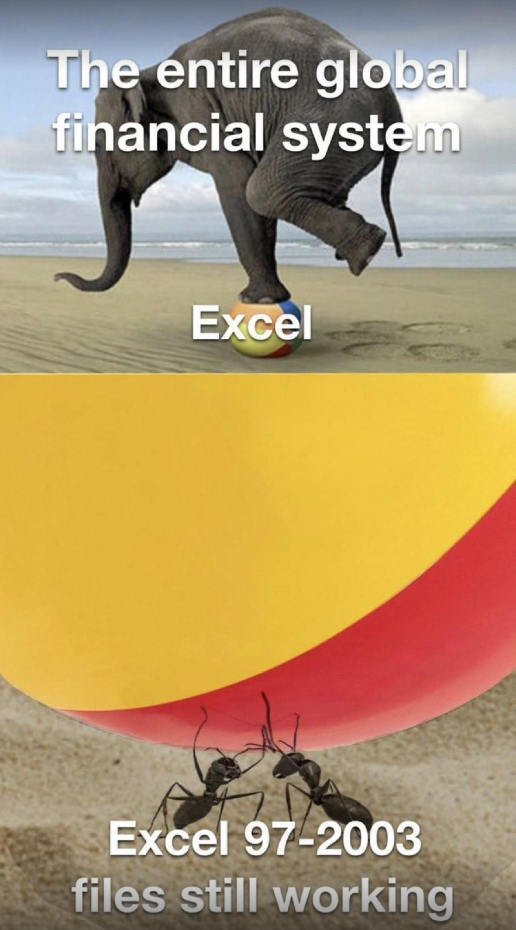 The entire global
financial system
Excel
Excel 97-2003
files still working